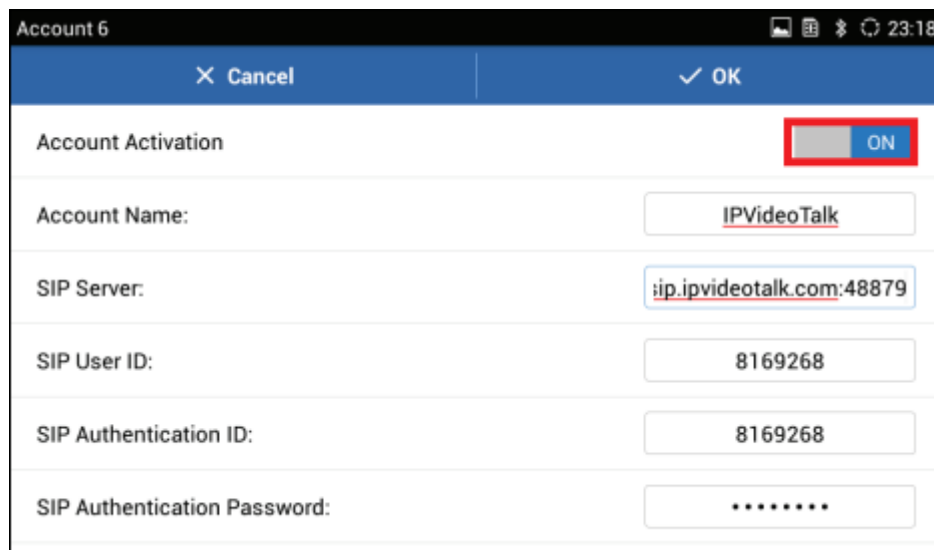 Account 6 23:18
Cancel OK
Account Activation ON
Account Name: IPVideoTalk
SIP Server: sip.ipvideotalk.com:48879
SIP User ID: 8169268
SIP Authentication ID: 8169268
SIP Authentication Password: ••••••••